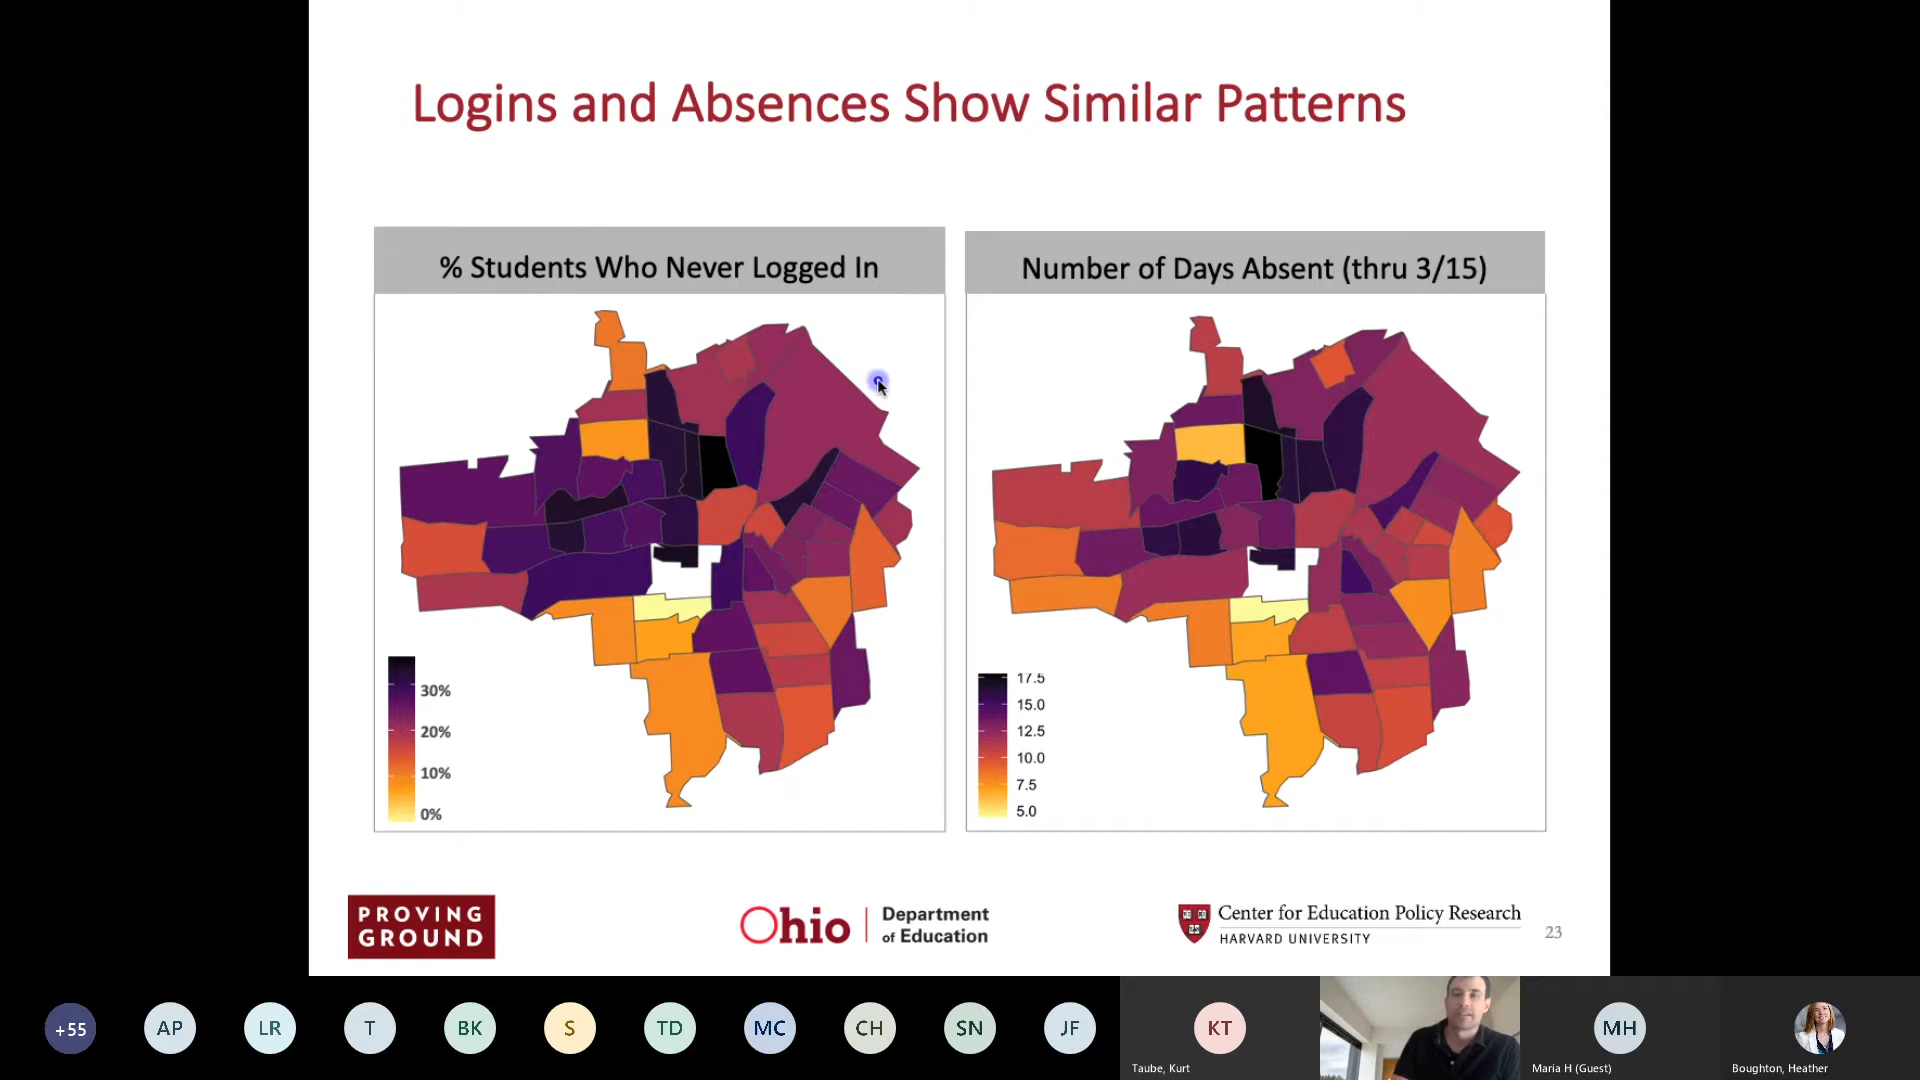 Logins and Absences Show Similar Patterns
% Students Who Never Logged In
Number of Days Absent (thru 3/15)
30%
20%
10%
0%
17.5
15.0
12.5
10.0
7.5
5.0
PROVING
GROUND
Ohio
Department
of Education
Center for Education Policy Research
HARVARD UNIVERSITY
23
+55
AP
LR
T
BK
S
TD
MC
CH
SN
JF
KT
MH
Taube, Kurt
Maria H (Guest)
Boughton, Heather